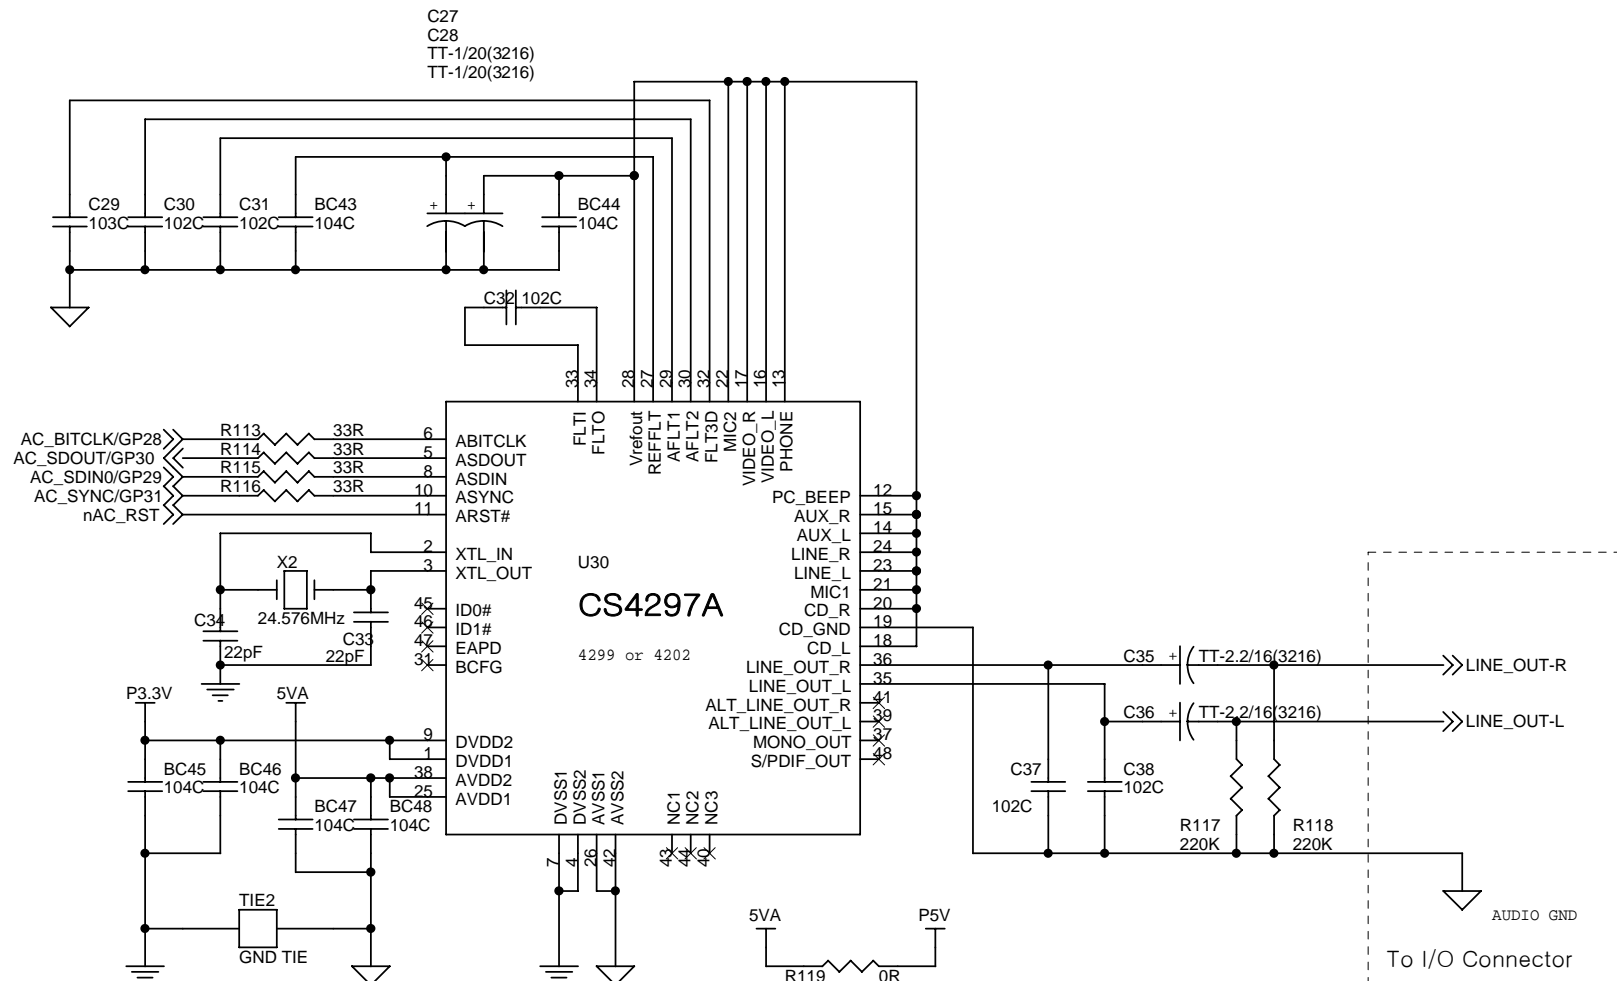 C27
C28
TT-1/20(3216)
TT-1/20(3216)
C29
103C
C30
102C
C31
102C
BC43
104C
+
+
BC44
104C
C32 102C
33
34
28
27
29
30
32
22
17
16
13
FLTI
FLTO
Vrefout
REFFLT
AFLT1
AFLT2
FLT3D
MIC2
VIDEO_R
VIDEO_L
PHONE
AC_BITCLK/GP28 R113 33R 6 ABITCLK
AC_SDOUT/GP30 R114 33R 5 ASDOUT
AC_SDIN0/GP29 R115 33R 8 ASDIN
AC_SYNC/GP31 R116 33R 10 ASYNC
nAC_RST 11 ARST#
2 XTL_IN
3 XTL_OUT
X2
24.576MHz
C34
22pF
C33
22pF
45 ID0#
46 ID1#
47 EAPD
31 BCFG
U30
CS4297A
4299 or 4202
PC_BEEP 12
AUX_R 15
AUX_L 14
LINE_R 24
LINE_L 23
MIC1 21
CD_R 20
CD_GND 19
CD_L 18
LINE_OUT_R 36
LINE_OUT_L 35
ALT_LINE_OUT_R 41
ALT_LINE_OUT_L 39
MONO_OUT 37
S/PDIF_OUT 48
C35 + TT-2.2/16(3216) LINE_OUT-R
C36 + TT-2.2/16(3216) LINE_OUT-L
P3.3V
5VA
9 DVDD2
1 DVDD1
38 AVDD2
25 AVDD1
BC45
104C
BC46
104C
BC47
104C
BC48
104C
DVSS1
DVSS2
AVSS1
AVSS2
NC1
NC2
NC3
7
4
26
42
43
44
40
C37
102C
C38
102C
R117
220K
R118
220K
TIE2
GND TIE
5VA
P5V
R119 0R
AUDIO GND
To I/O Connector